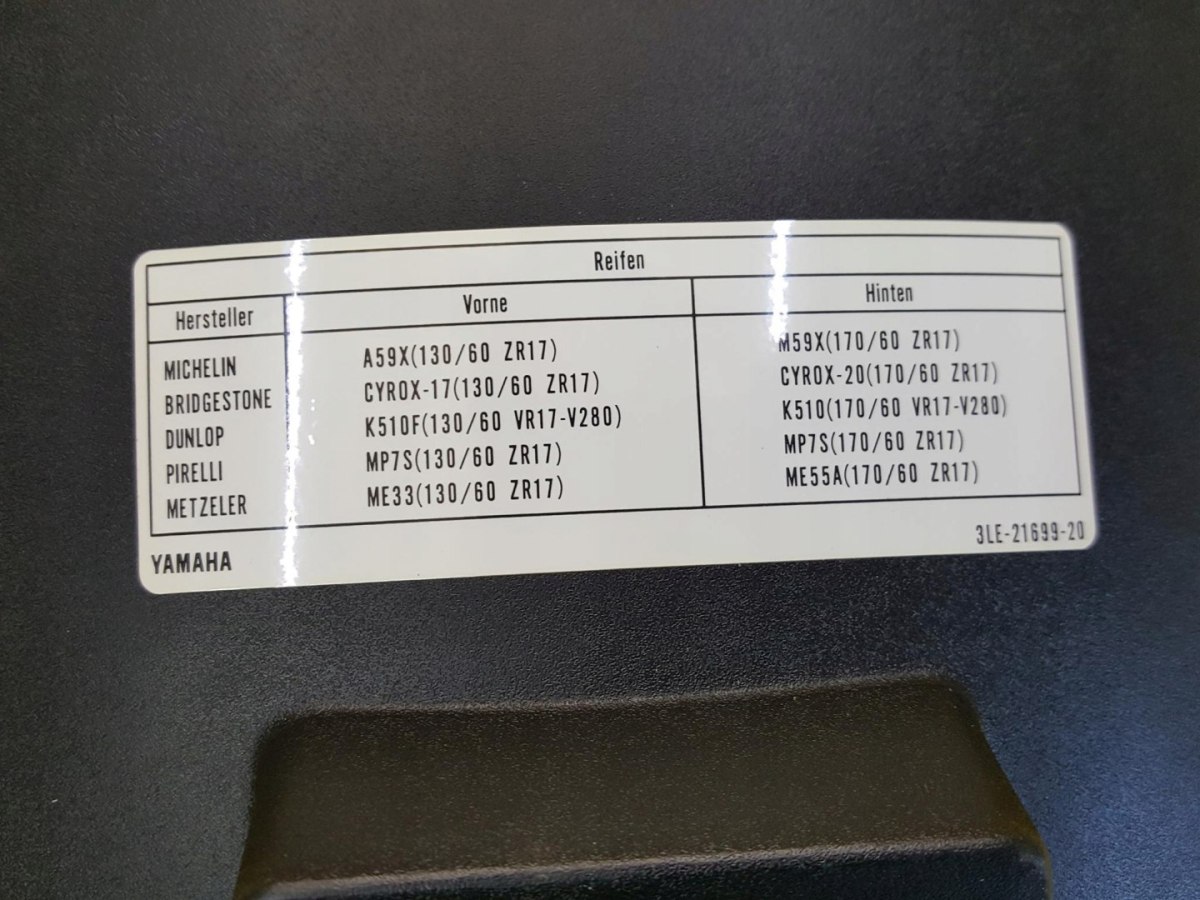 Reifen
Hersteller Vorne Hinten
MICHELIN A59X(130/60 ZR17) M59X(170/60 ZR17)
BRIDGESTONE CYROX-17(130/60 ZR17) CYROX-20(170/60 ZR17)
DUNLOP K510F(130/60 VR17-V280) K510(170/60 VR17-V280)
PIRELLI MP7S(130/60 ZR17) MP7S(170/60 ZR17)
METZELER ME33(130/60 ZR17) ME55A(170/60 ZR17)
YAMAHA 3LE-21699-20